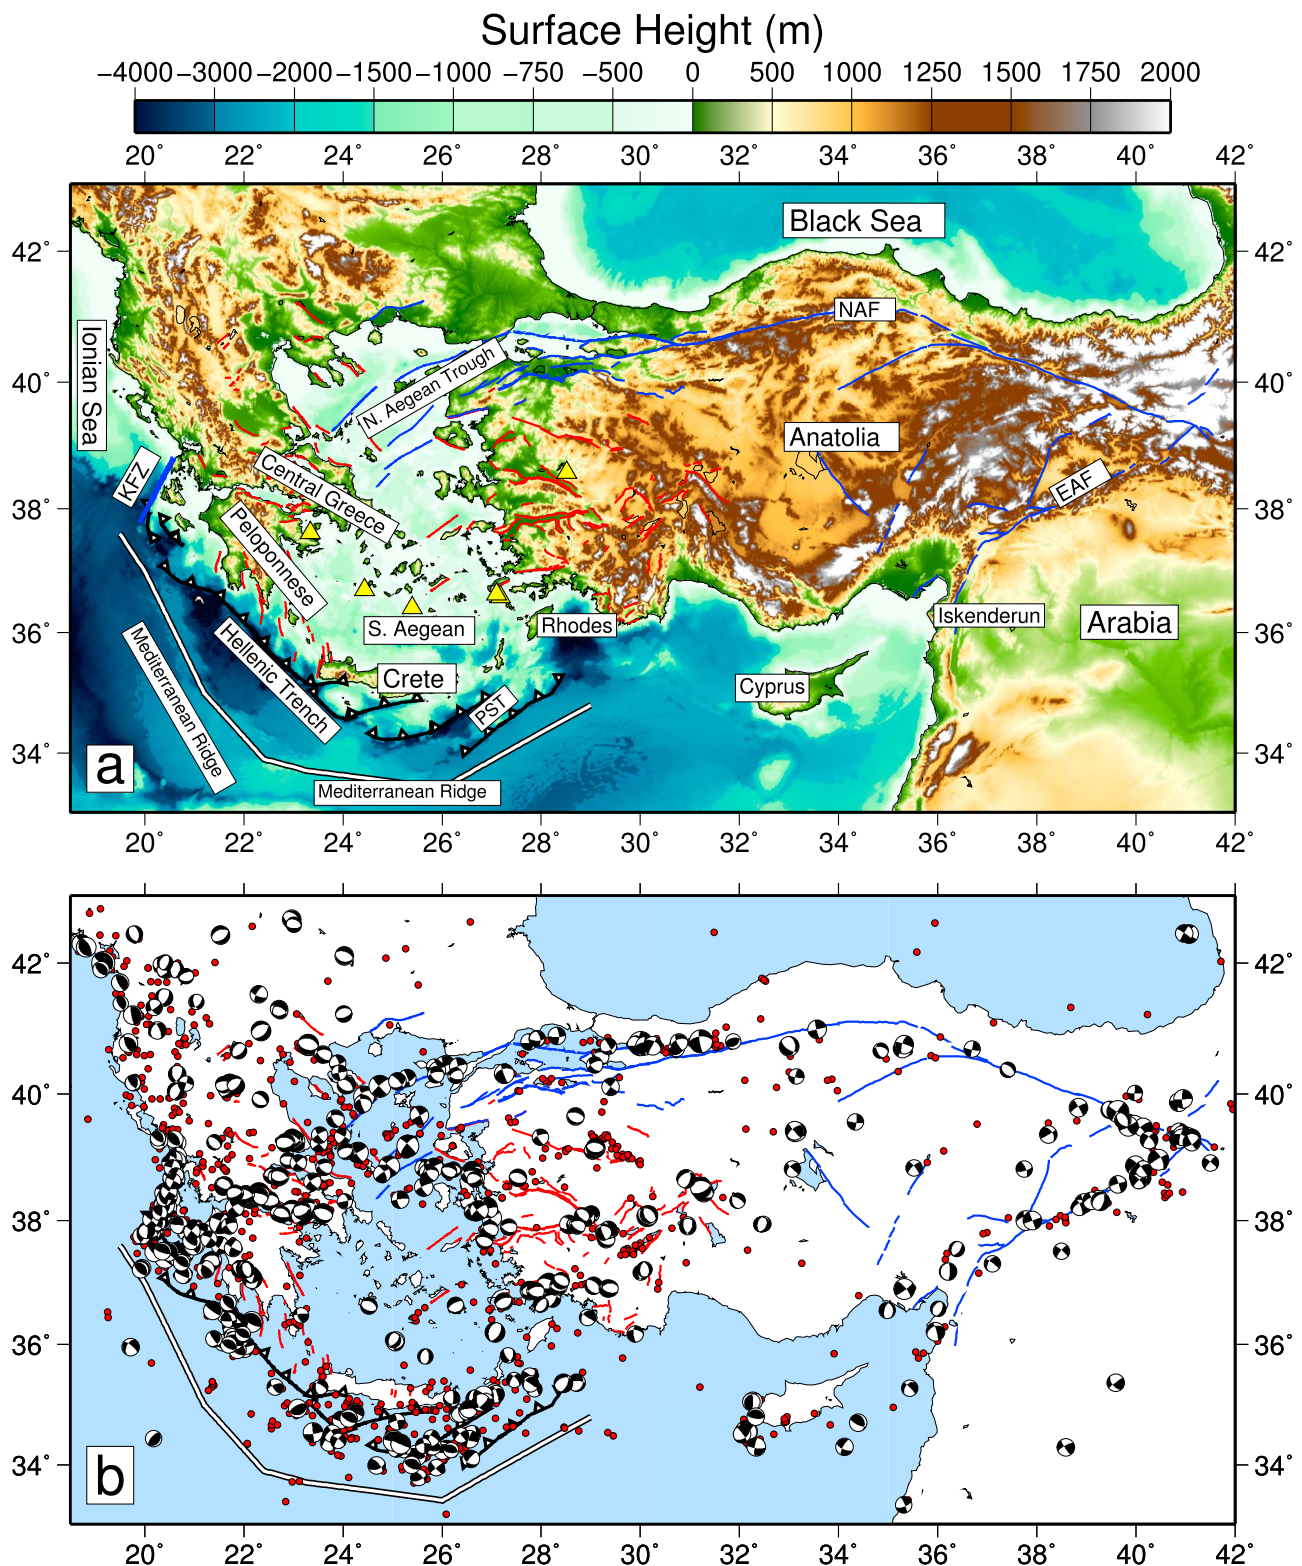 Surface Height (m)
−4000 −3000 −2000 −1500 −1000 −750 −500 0 500 1000 1250 1500 1750 2000
20° 22° 24° 26° 28° 30° 32° 34° 36° 38° 40° 42°
Black Sea
42° 42°
NAF
Ionian Sea
N. Aegean Trough
40° 40°
Anatolia
KFZ
Central Greece
EAF
38° 38°
Peloponnese
Iskenderun
Arabia
S. Aegean
Rhodes
36° 36°
Hellenic Trench
Mediterranean Ridge
Crete
Cyprus
PST
34° 34°
a
Mediterranean Ridge
20° 22° 24° 26° 28° 30° 32° 34° 36° 38° 40° 42°
42° 42°
40° 40°
38° 38°
36° 36°
34° 34°
b
20° 22° 24° 26° 28° 30° 32° 34° 36° 38° 40° 42°